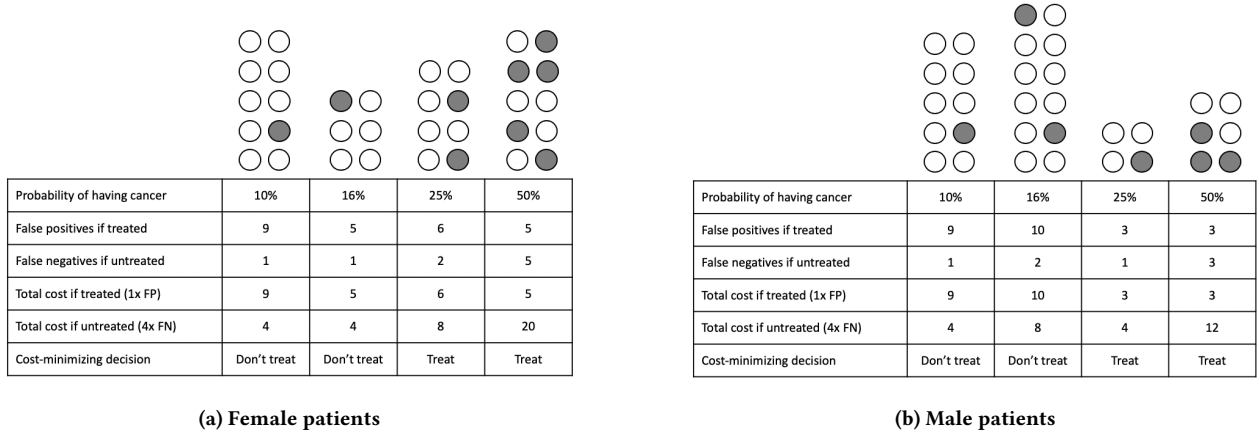 Probability of having cancer 10% 16% 25% 50%
False positives if treated 9 5 6 5
False negatives if untreated 1 1 2 5
Total cost if treated (1x FP) 9 5 6 5
Total cost if untreated (4x FN) 4 4 8 20
Cost-minimizing decision Don't treat Don't treat Treat Treat
(a) Female patients
Probability of having cancer 10% 16% 25% 50%
False positives if treated 9 10 3 3
False negatives if untreated 1 2 1 3
Total cost if treated (1x FP) 9 10 3 3
Total cost if untreated (4x FN) 4 8 4 12
Cost-minimizing decision Don't treat Don't treat Treat Treat
(b) Male patients